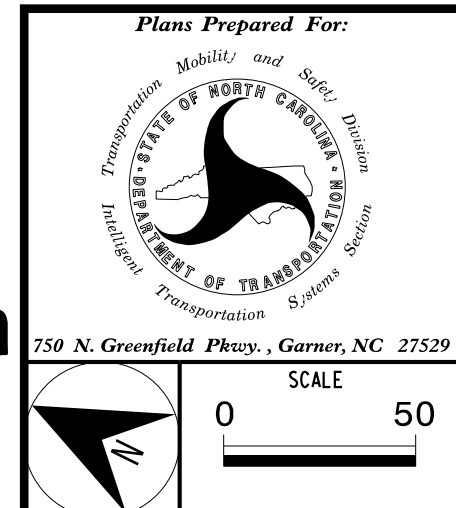 Plans Prepared For:
Transportation Mobility and Safety Division
STATE OF NORTH CAROLINA
DEPARTMENT OF TRANSPORTATION
Intelligent Transportation Systems Section
750 N. Greenfield Pkwy. , Garner, NC 27529
SCALE
0 50
N